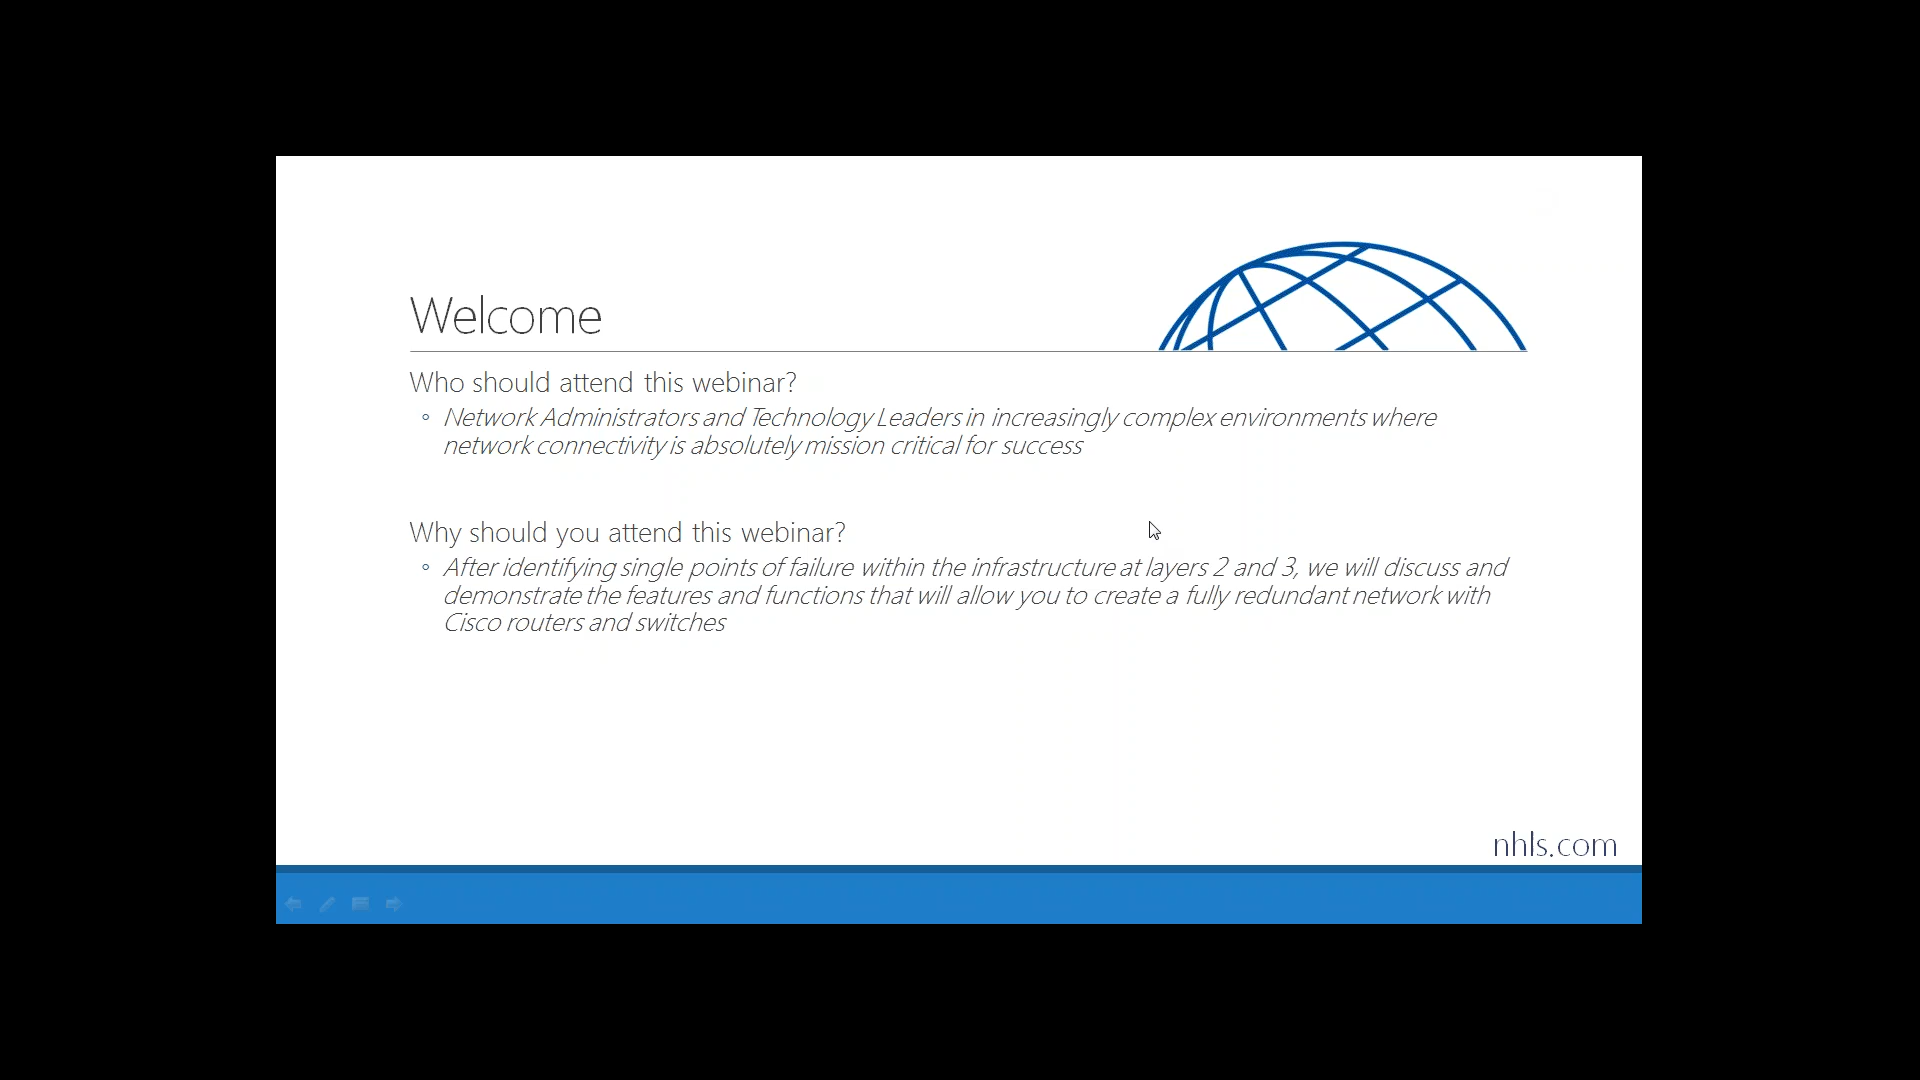 Welcome
Who should attend this webinar?
◦ Network Administrators and Technology Leaders in increasingly complex environments where
network connectivity is absolutely mission critical for success
Why should you attend this webinar?
◦ After identifying single points of failure within the infrastructure at layers 2 and 3, we will discuss and
demonstrate the features and functions that will allow you to create a fully redundant network with
Cisco routers and switches
nhls.com